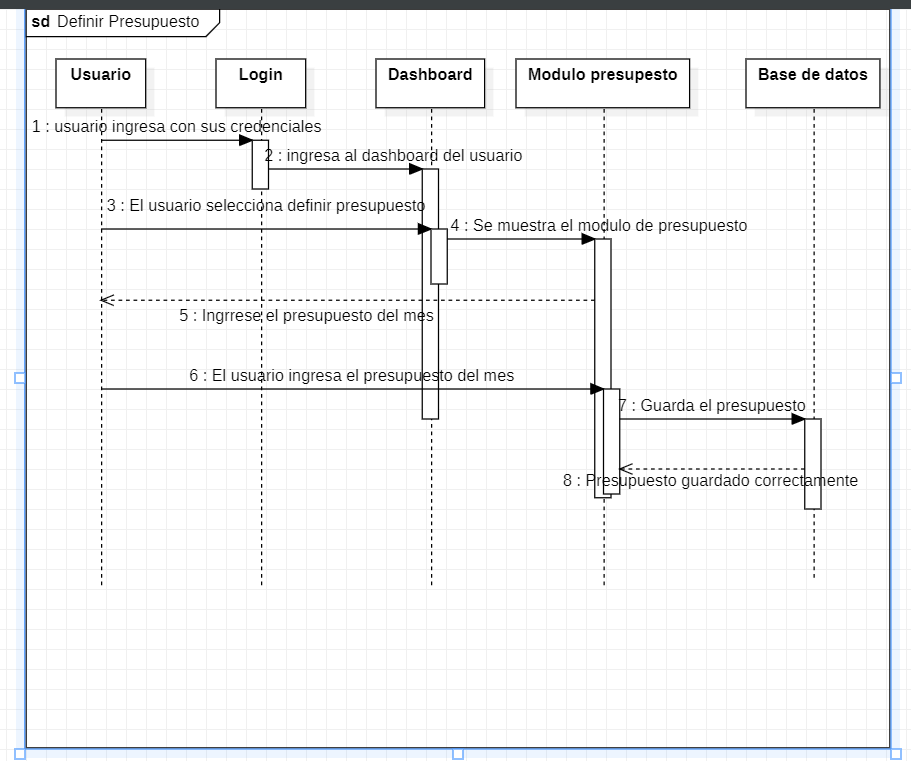 sd Definir Presupuesto
Usuario
Login
Dashboard
Modulo presupesto
Base de datos
1 : usuario ingresa con sus credenciales
2 : ingresa al dashboard del usuario
3 : El usuario selecciona definir presupuesto
4 : Se muestra el modulo de presupuesto
5 : Ingrrese el presupuesto del mes
6 : El usuario ingresa el presupuesto del mes
7 : Guarda el presupuesto
8 : Presupuesto guardado correctamente